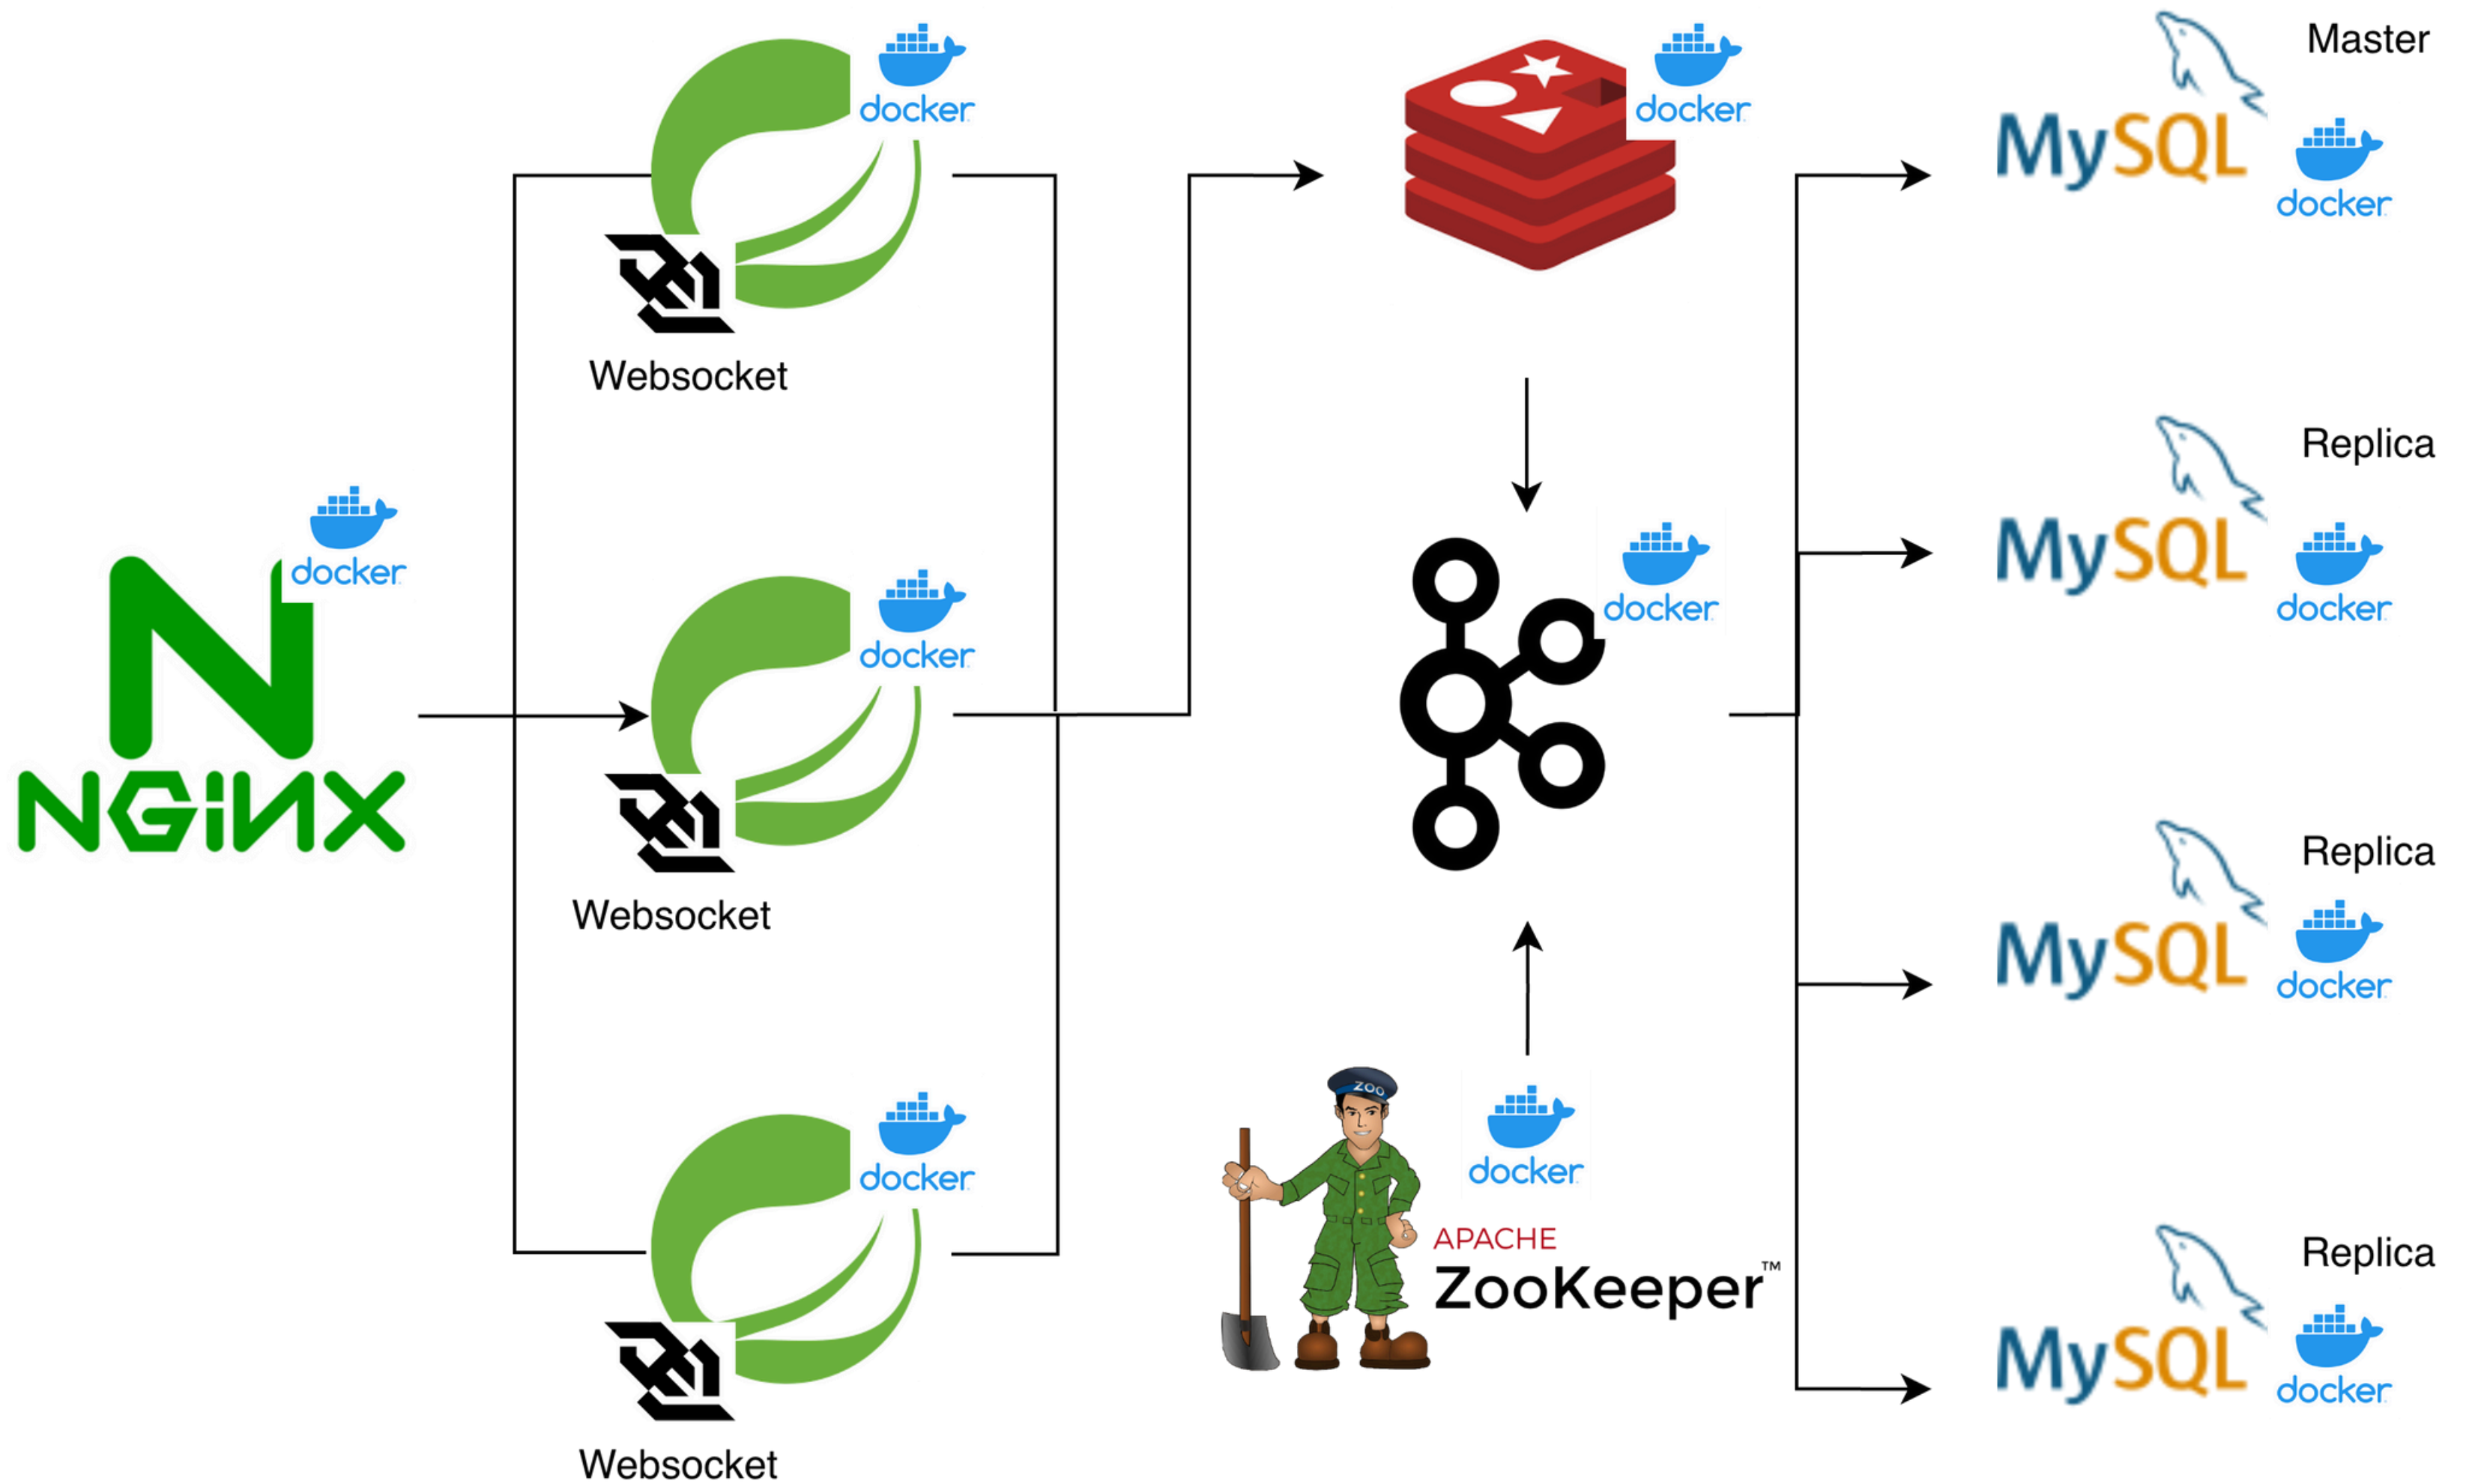 docker
Websocket
docker
NGiNX
docker
Websocket
docker
Websocket
docker
docker
ZOO
docker
APACHE
ZooKeeper™
Master
MySQL
docker
Replica
MySQL
docker
Replica
MySQL
docker
Replica
MySQL
docker